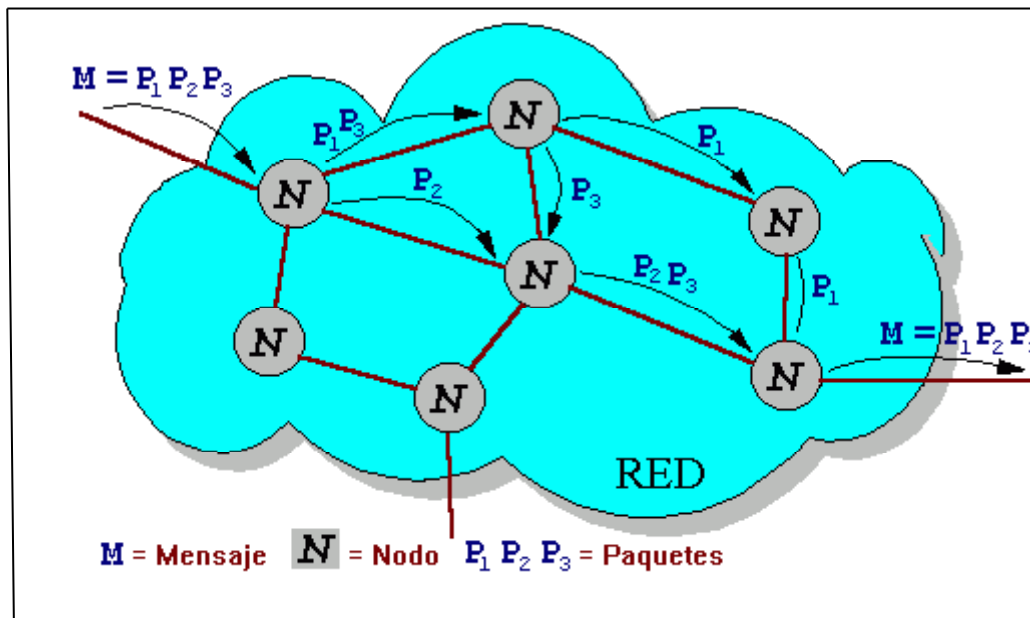 M = P₁ P₂ P₃
P₁ P₃
N
P₁
N
P₂
P₃
N
N
P₂ P₃
P₁
N
N
M = P₁ P₂ P
N
RED
M = Mensaje N = Nodo P₁ P₂ P₃ = Paquetes